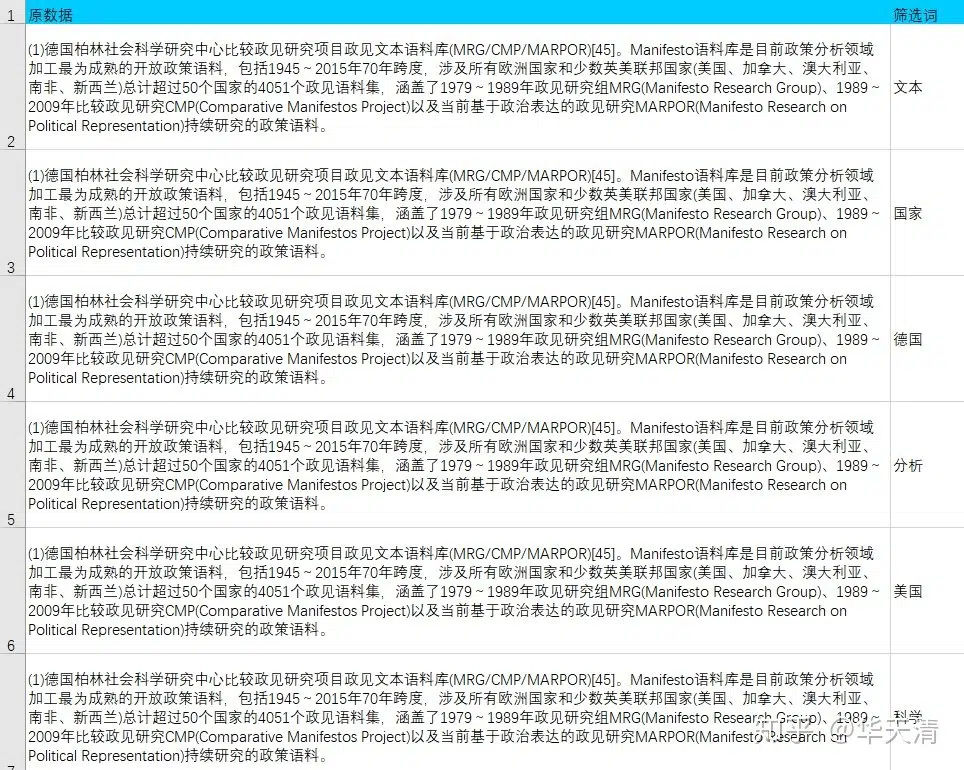 1 原数据 筛选词
(1)德国柏林社会科学研究中心比较政见研究项目政见文本语料库(MRG/CMP/MARPOR)[45]。Manifesto语料库是目前政策分析领域
加工最为成熟的开放政策语料，包括1945～2015年70年跨度，涉及所有欧洲国家和少数英美联邦国家(美国、加拿大、澳大利亚、
南非、新西兰)总计超过50个国家的4051个政见语料集，涵盖了1979～1989年政见研究组MRG(Manifesto Research Group)、1989～ 文本
2009年比较政见研究CMP(Comparative Manifestos Project)以及当前基于政治表达的政见研究MARPOR(Manifesto Research on
Political Representation)持续研究的政策语料。
2
(1)德国柏林社会科学研究中心比较政见研究项目政见文本语料库(MRG/CMP/MARPOR)[45]。Manifesto语料库是目前政策分析领域
加工最为成熟的开放政策语料，包括1945～2015年70年跨度，涉及所有欧洲国家和少数英美联邦国家(美国、加拿大、澳大利亚、
南非、新西兰)总计超过50个国家的4051个政见语料集，涵盖了1979～1989年政见研究组MRG(Manifesto Research Group)、1989～ 国家
2009年比较政见研究CMP(Comparative Manifestos Project)以及当前基于政治表达的政见研究MARPOR(Manifesto Research on
Political Representation)持续研究的政策语料。
3
(1)德国柏林社会科学研究中心比较政见研究项目政见文本语料库(MRG/CMP/MARPOR)[45]。Manifesto语料库是目前政策分析领域
加工最为成熟的开放政策语料，包括1945～2015年70年跨度，涉及所有欧洲国家和少数英美联邦国家(美国、加拿大、澳大利亚、
南非、新西兰)总计超过50个国家的4051个政见语料集，涵盖了1979～1989年政见研究组MRG(Manifesto Research Group)、1989～ 德国
2009年比较政见研究CMP(Comparative Manifestos Project)以及当前基于政治表达的政见研究MARPOR(Manifesto Research on
Political Representation)持续研究的政策语料。
4
(1)德国柏林社会科学研究中心比较政见研究项目政见文本语料库(MRG/CMP/MARPOR)[45]。Manifesto语料库是目前政策分析领域
加工最为成熟的开放政策语料，包括1945～2015年70年跨度，涉及所有欧洲国家和少数英美联邦国家(美国、加拿大、澳大利亚、
南非、新西兰)总计超过50个国家的4051个政见语料集，涵盖了1979～1989年政见研究组MRG(Manifesto Research Group)、1989～ 分析
2009年比较政见研究CMP(Comparative Manifestos Project)以及当前基于政治表达的政见研究MARPOR(Manifesto Research on
Political Representation)持续研究的政策语料。
5
(1)德国柏林社会科学研究中心比较政见研究项目政见文本语料库(MRG/CMP/MARPOR)[45]。Manifesto语料库是目前政策分析领域
加工最为成熟的开放政策语料，包括1945～2015年70年跨度，涉及所有欧洲国家和少数英美联邦国家(美国、加拿大、澳大利亚、
南非、新西兰)总计超过50个国家的4051个政见语料集，涵盖了1979～1989年政见研究组MRG(Manifesto Research Group)、1989～ 美国
2009年比较政见研究CMP(Comparative Manifestos Project)以及当前基于政治表达的政见研究MARPOR(Manifesto Research on
Political Representation)持续研究的政策语料。
6
(1)德国柏林社会科学研究中心比较政见研究项目政见文本语料库(MRG/CMP/MARPOR)[45]。Manifesto语料库是目前政策分析领域
加工最为成熟的开放政策语料，包括1945～2015年70年跨度，涉及所有欧洲国家和少数英美联邦国家(美国、加拿大、澳大利亚、
南非、新西兰)总计超过50个国家的4051个政见语料集，涵盖了1979～1989年政见研究组MRG(Manifesto Research Group)、1989～ 科学
2009年比较政见研究CMP(Comparative Manifestos Project)以及当前基于政治表达的政见研究MARPOR(Manifesto Research on
Political Representation)持续研究的政策语料。
知乎 @华天清